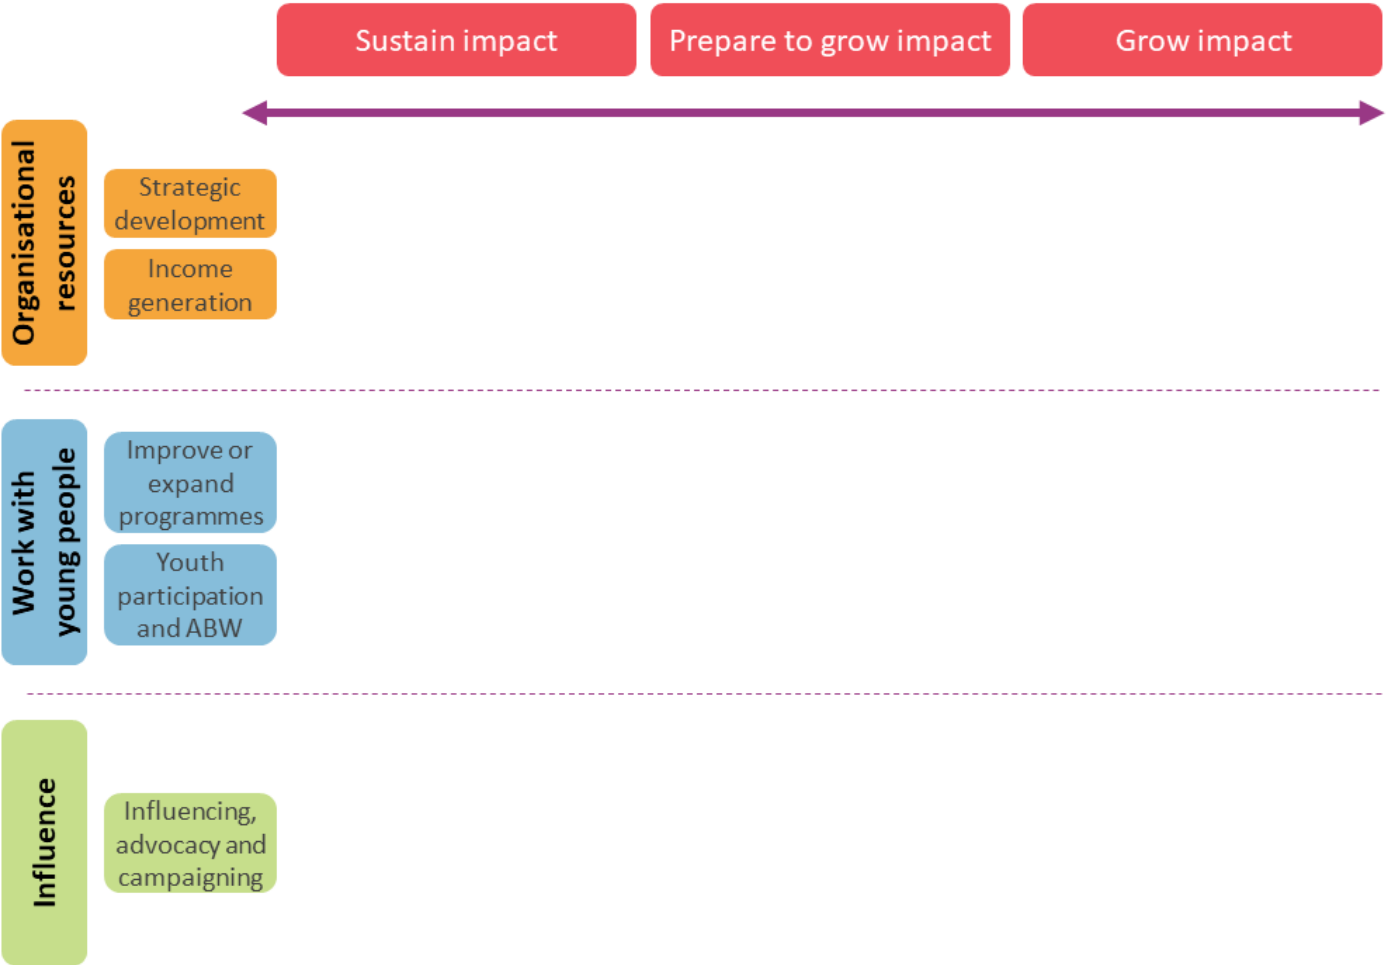 Sustain impact
Prepare to grow impact
Grow impact
Organisational
resources
Strategic
development
Income
generation
Work with
young people
Improve or
expand
programmes
Youth
participation
and ABW
Influence
Influencing,
advocacy and
campaigning